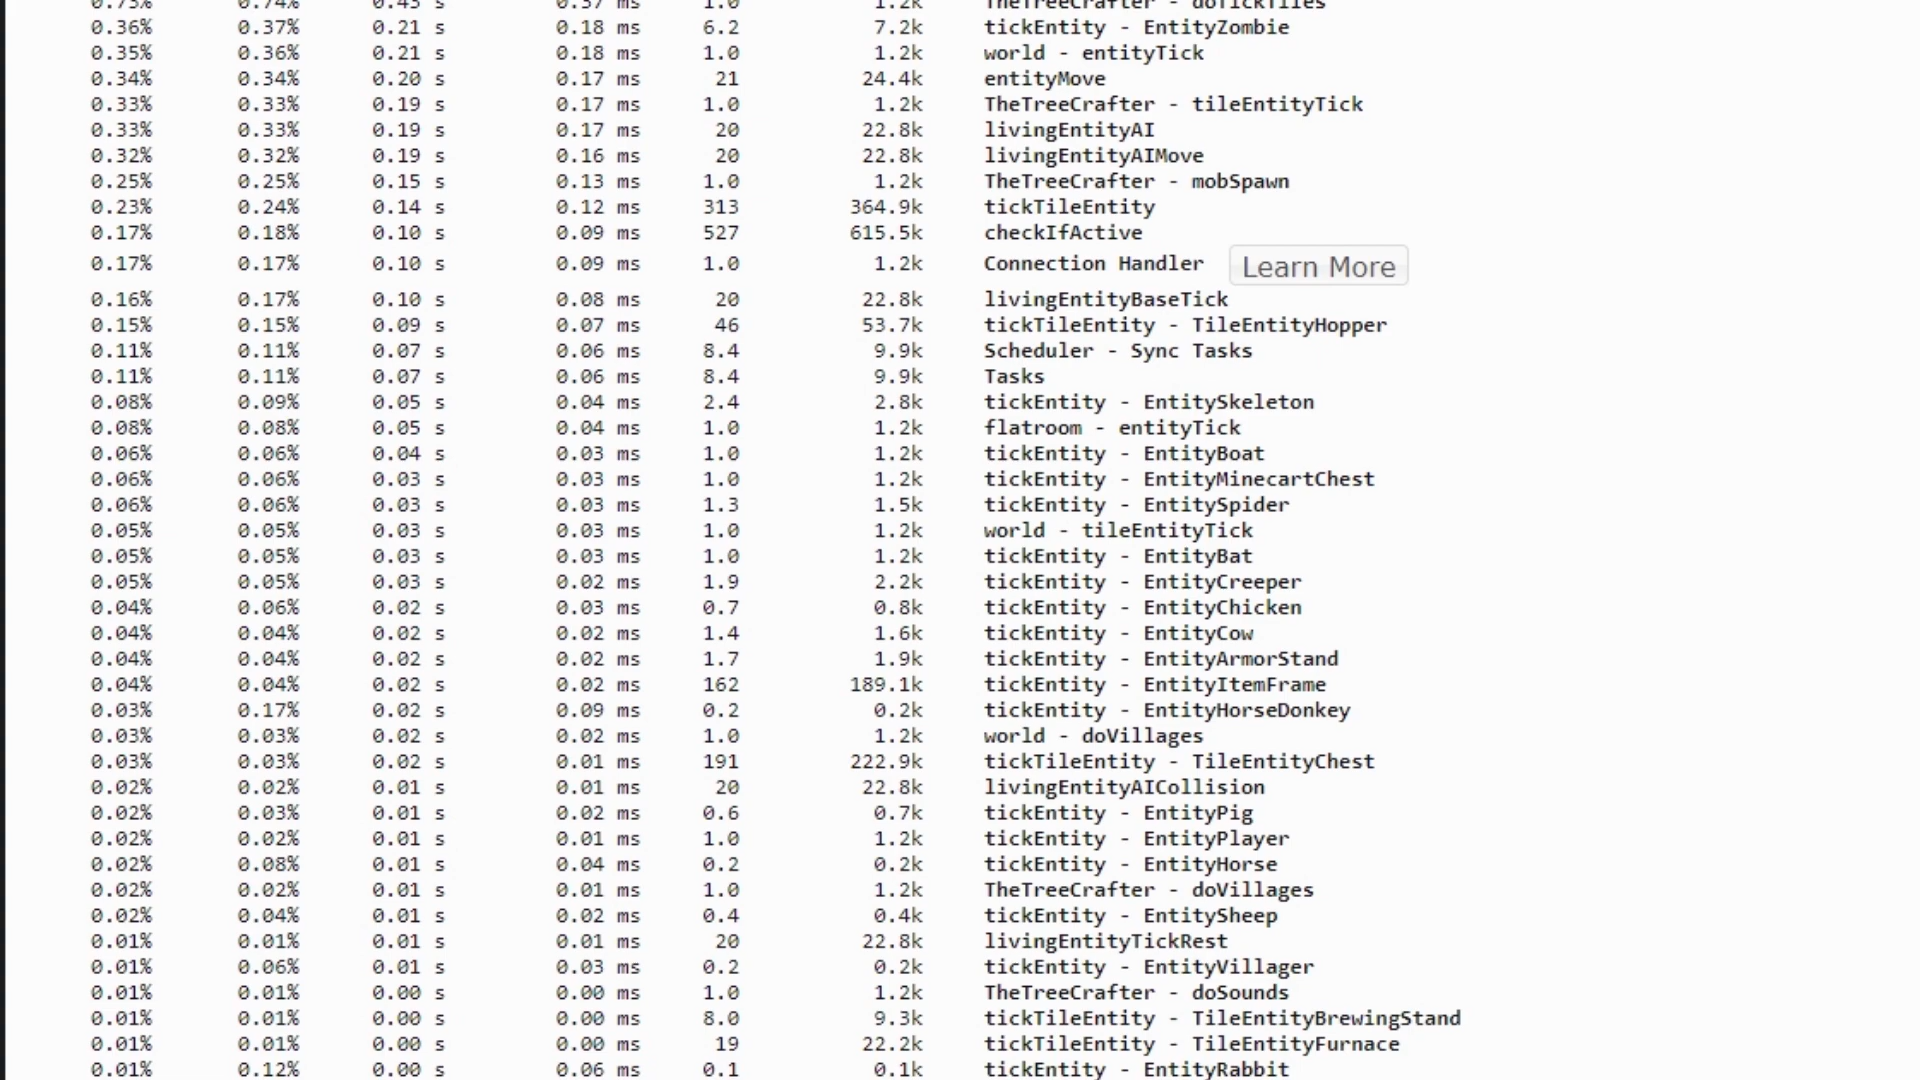 0.73% 0.74% 0.43 s 0.37 ms 1.0 1.2k TheTreeCrafter - doTickTiles
0.36% 0.37% 0.21 s 0.18 ms 6.2 7.2k tickEntity - EntityZombie
0.35% 0.36% 0.21 s 0.18 ms 1.0 1.2k world - entityTick
0.34% 0.34% 0.20 s 0.17 ms 21 24.4k entityMove
0.33% 0.33% 0.19 s 0.17 ms 1.0 1.2k TheTreeCrafter - tileEntityTick
0.33% 0.33% 0.19 s 0.17 ms 20 22.8k livingEntityAI
0.32% 0.32% 0.19 s 0.16 ms 20 22.8k livingEntityAIMove
0.25% 0.25% 0.15 s 0.13 ms 1.0 1.2k TheTreeCrafter - mobSpawn
0.23% 0.24% 0.14 s 0.12 ms 313 364.9k tickTileEntity
0.17% 0.18% 0.10 s 0.09 ms 527 615.5k checkIfActive
0.17% 0.17% 0.10 s 0.09 ms 1.0 1.2k Connection Handler Learn More
0.16% 0.17% 0.10 s 0.08 ms 20 22.8k livingEntityBaseTick
0.15% 0.15% 0.09 s 0.07 ms 46 53.7k tickTileEntity - TileEntityHopper
0.11% 0.11% 0.07 s 0.06 ms 8.4 9.9k Scheduler - Sync Tasks
0.11% 0.11% 0.07 s 0.06 ms 8.4 9.9k Tasks
0.08% 0.09% 0.05 s 0.04 ms 2.4 2.8k tickEntity - EntitySkeleton
0.08% 0.08% 0.05 s 0.04 ms 1.0 1.2k flatroom - entityTick
0.06% 0.06% 0.04 s 0.03 ms 1.0 1.2k tickEntity - EntityBoat
0.06% 0.06% 0.03 s 0.03 ms 1.0 1.2k tickEntity - EntityMinecartChest
0.06% 0.06% 0.03 s 0.03 ms 1.3 1.5k tickEntity - EntitySpider
0.05% 0.05% 0.03 s 0.03 ms 1.0 1.2k world - tileEntityTick
0.05% 0.05% 0.03 s 0.03 ms 1.0 1.2k tickEntity - EntityBat
0.05% 0.05% 0.03 s 0.02 ms 1.9 2.2k tickEntity - EntityCreeper
0.04% 0.06% 0.02 s 0.03 ms 0.7 0.8k tickEntity - EntityChicken
0.04% 0.04% 0.02 s 0.02 ms 1.4 1.6k tickEntity - EntityCow
0.04% 0.04% 0.02 s 0.02 ms 1.7 1.9k tickEntity - EntityArmorStand
0.04% 0.04% 0.02 s 0.02 ms 162 189.1k tickEntity - EntityItemFrame
0.03% 0.17% 0.02 s 0.09 ms 0.2 0.2k tickEntity - EntityHorseDonkey
0.03% 0.03% 0.02 s 0.02 ms 1.0 1.2k world - doVillages
0.03% 0.03% 0.02 s 0.01 ms 191 222.9k tickTileEntity - TileEntityChest
0.02% 0.02% 0.01 s 0.01 ms 20 22.8k livingEntityAICollision
0.02% 0.03% 0.01 s 0.02 ms 0.6 0.7k tickEntity - EntityPig
0.02% 0.02% 0.01 s 0.01 ms 1.0 1.2k tickEntity - EntityPlayer
0.02% 0.08% 0.01 s 0.04 ms 0.2 0.2k tickEntity - EntityHorse
0.02% 0.02% 0.01 s 0.01 ms 1.0 1.2k TheTreeCrafter - doVillages
0.02% 0.04% 0.01 s 0.02 ms 0.4 0.4k tickEntity - EntitySheep
0.01% 0.01% 0.01 s 0.01 ms 20 22.8k livingEntityTickRest
0.01% 0.06% 0.01 s 0.03 ms 0.2 0.2k tickEntity - EntityVillager
0.01% 0.01% 0.00 s 0.00 ms 1.0 1.2k TheTreeCrafter - doSounds
0.01% 0.01% 0.00 s 0.00 ms 8.0 9.3k tickTileEntity - TileEntityBrewingStand
0.01% 0.01% 0.00 s 0.00 ms 19 22.2k tickTileEntity - TileEntityFurnace
0.01% 0.12% 0.00 s 0.06 ms 0.1 0.1k tickEntity - EntityRabbit